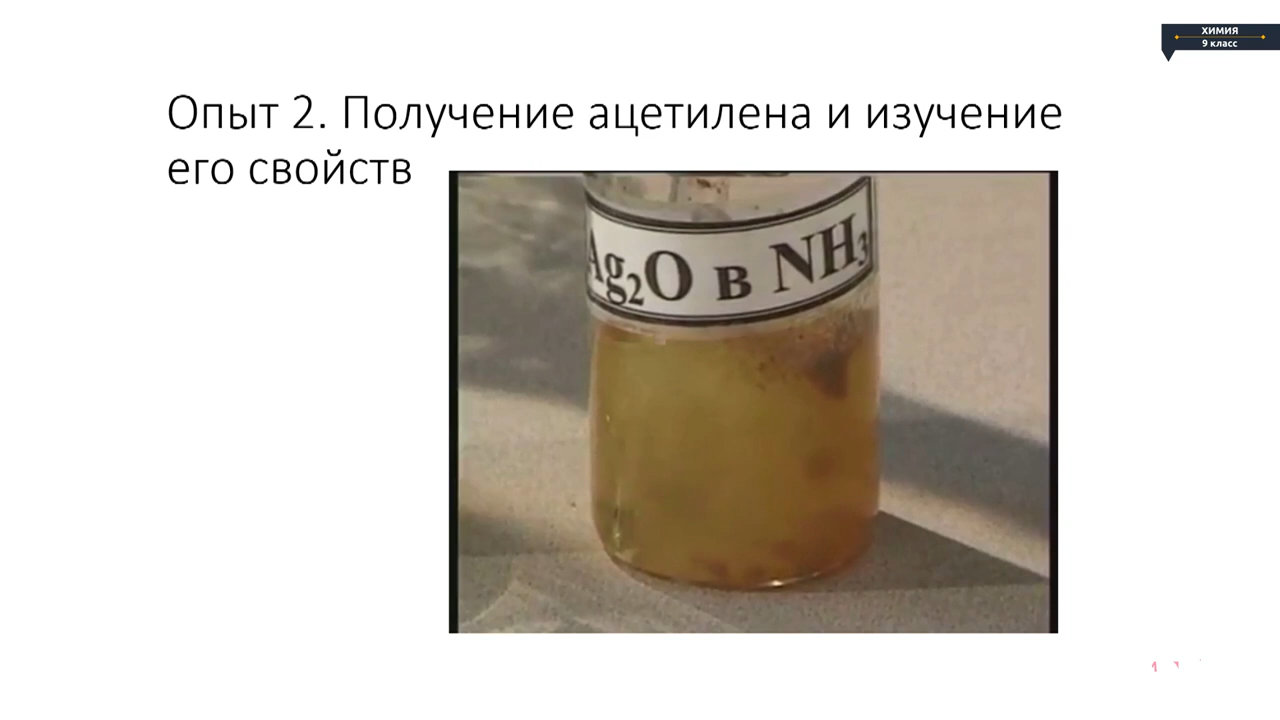 ХИМИЯ
9 класс
Опыт 2. Получение ацетилена и изучение
его свойств
Ag₂O в NH₃